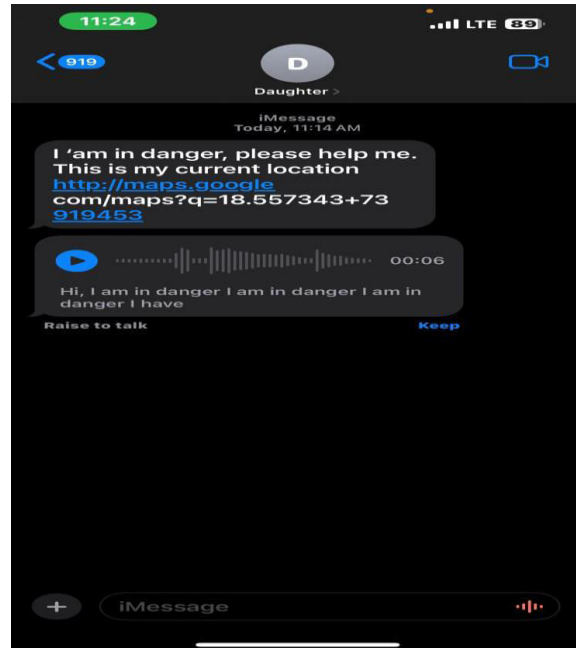 11:24
LTE 89
919
D
Daughter >
iMessage
Today, 11:14 AM
I ‘am in danger, please help me.
This is my current location
http://maps.google
com/maps?q=18.557343+73
919453
00:06
Hi, I am in danger I am in danger I am in
danger I have
Raise to talk
Keep
iMessage